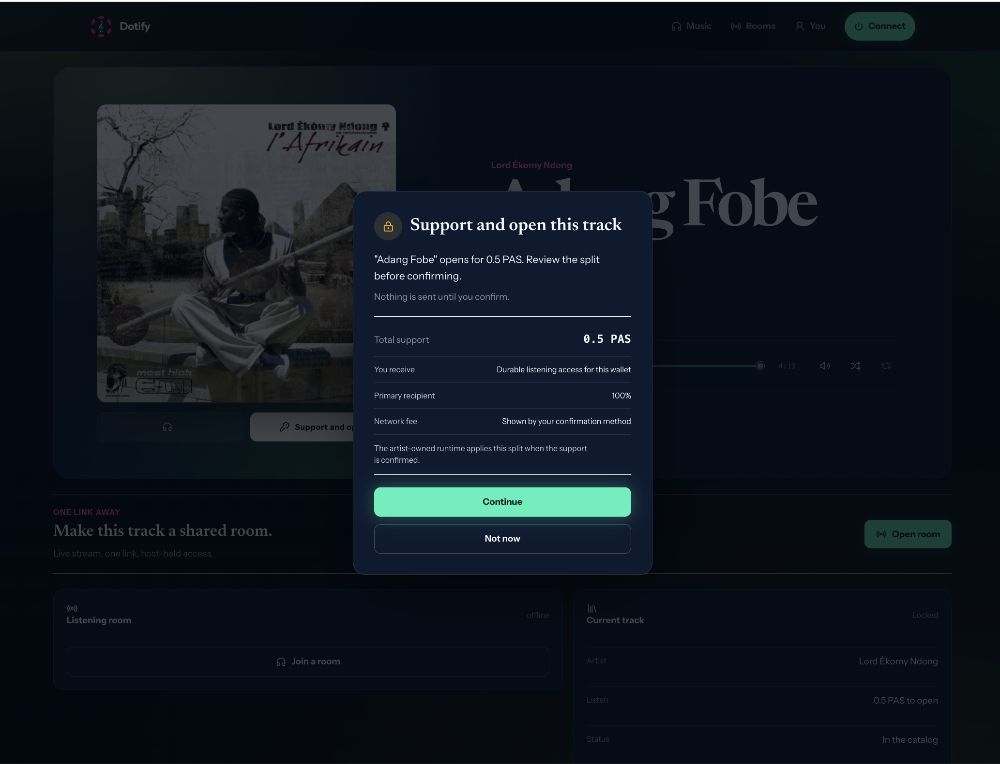 Dotify
Music
Rooms
You
Connect
Lord Ékomy Ndong
l'Afrikain
most high
Lord Ékomy Ndong
g Fobe
4:13
Support and op
Support and open this track
"Adang Fobe" opens for 0.5 PAS. Review the split
before confirming.
Nothing is sent until you confirm.
Total support 0.5 PAS
You receive Durable listening access for this wallet
Primary recipient 100%
Network fee Shown by your confirmation method
The artist-owned runtime applies this split when the support
is confirmed.
Continue
Not now
ONE LINK AWAY
Make this track a shared room.
Live stream, one link, host-held access.
Open room
Listening room
offline
Join a room
Current track
Locked
Artist Lord Ékomy Ndong
Listen 0.5 PAS to open
Status In the catalog